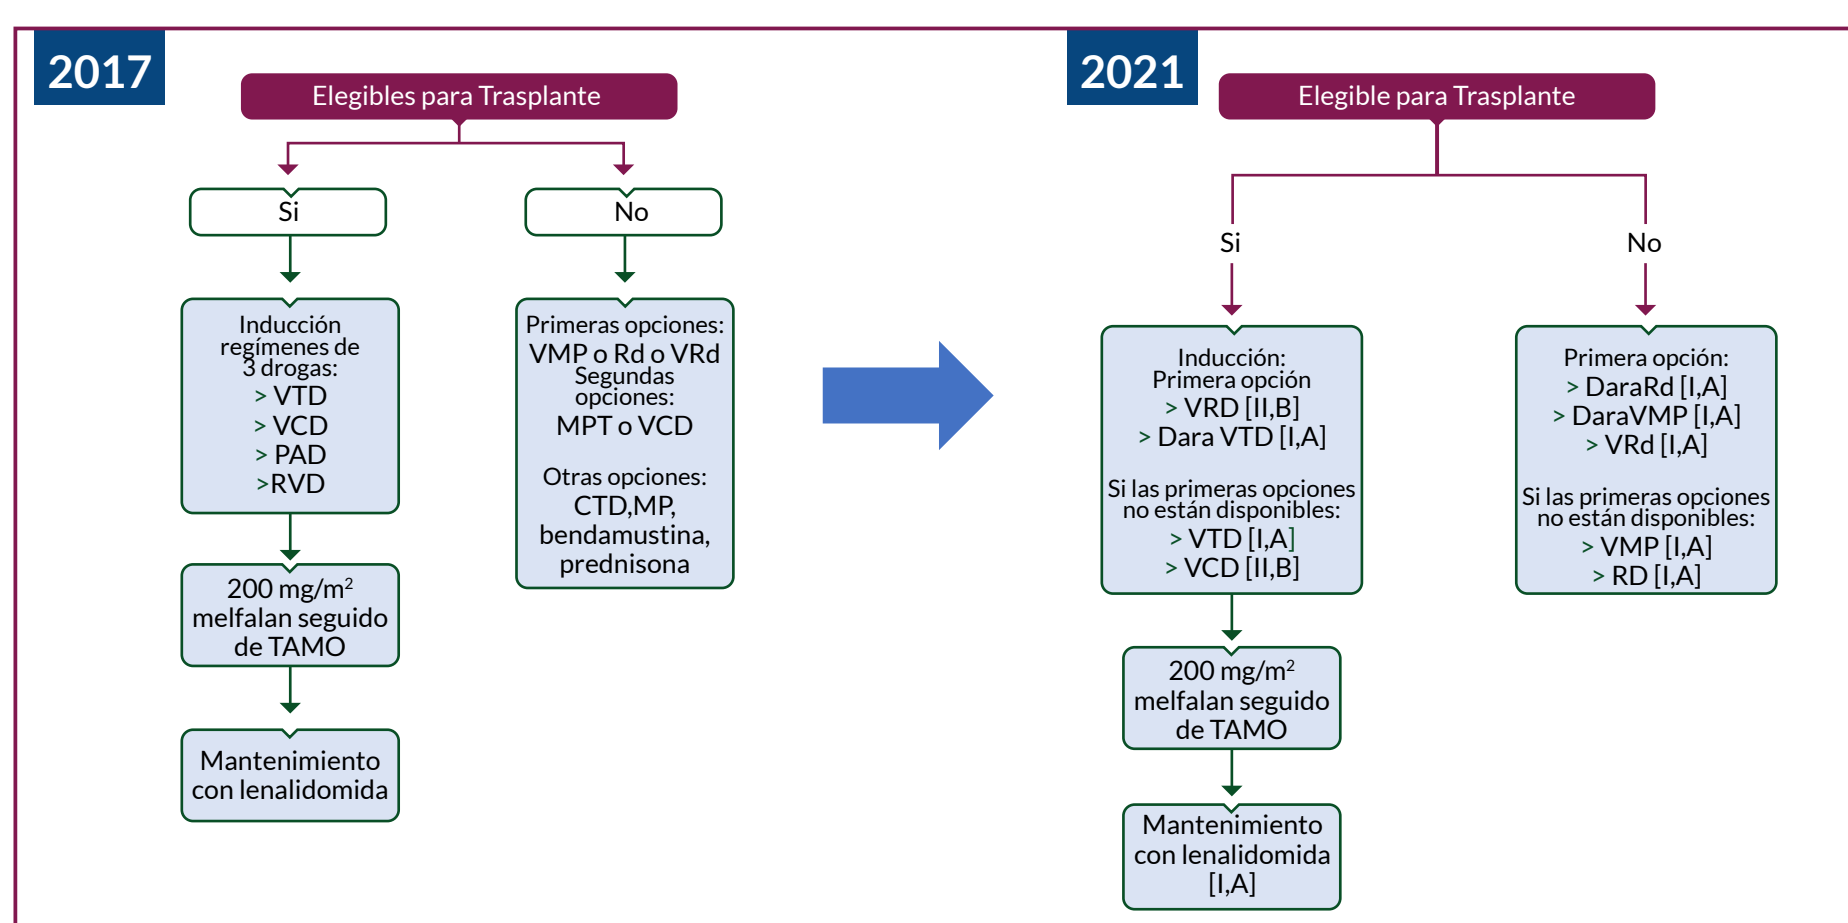 2017
Elegibles para Trasplante
Si
No
Inducción
regímenes de
3 drogas:
> VTD
> VCD
> PAD
>RVD
200 mg/m²
melfalan seguido
de TAMO
Mantenimiento
con lenalidomida
Primeras opciones:
VMP o Rd o VRd
Segundas
opciones:
MPT o VCD
Otras opciones:
CTD,MP,
bendamustina,
prednisona
2021
Elegible para Trasplante
Si
No
Inducción:
Primera opción
> VRD [II,B]
> Dara VTD [I,A]
Si las primeras opciones
no están disponibles:
> VTD [I,A]
> VCD [II,B]
200 mg/m²
melfalan seguido
de TAMO
Mantenimiento
con lenalidomida
[I,A]
Primera opción:
> DaraRd [I,A]
> DaraVMP [I,A]
> VRd [I,A]
Si las primeras opciones
no están disponibles:
> VMP [I,A]
> RD [I,A]